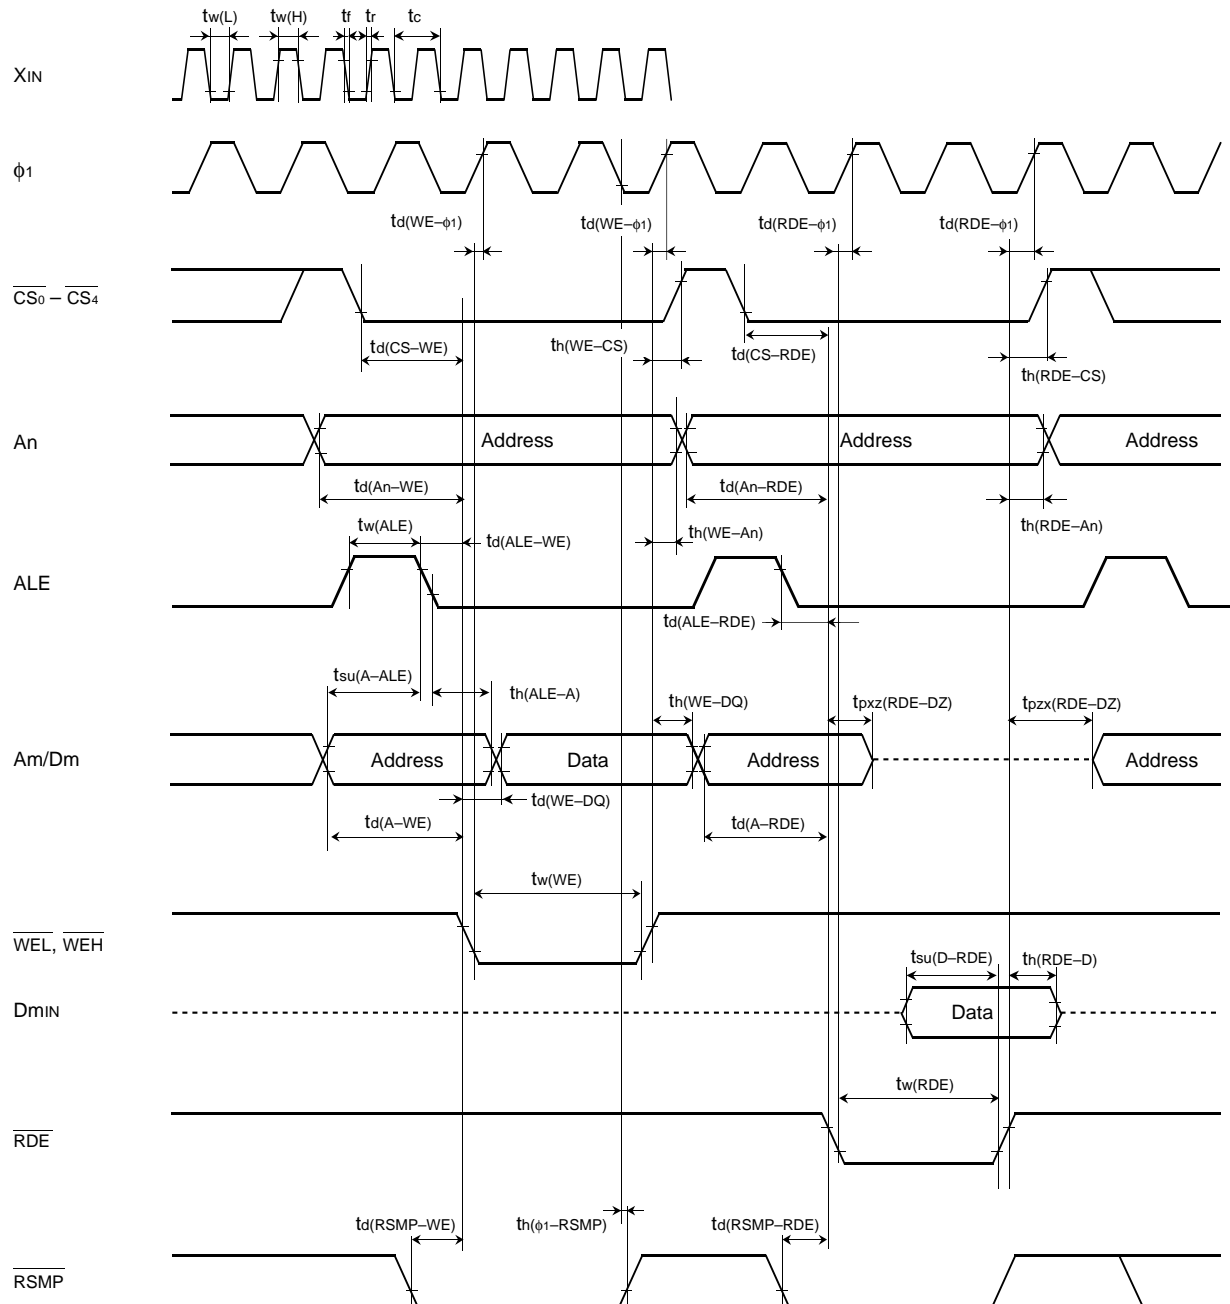 tw(L) tw(H) tf tr tc
XIN
ϕ1
td(WE–ϕ1) td(WE–ϕ1) td(RDE–ϕ1) td(RDE–ϕ1)
CS0 – CS4
td(CS–WE) th(WE–CS) td(CS–RDE) th(RDE–CS)
An Address Address Address
td(An–WE) td(An–RDE)
tw(ALE) td(ALE–WE) th(WE–An) th(RDE–An)
ALE
td(ALE–RDE)
tsu(A–ALE) th(ALE–A) th(WE–DQ) tpxz(RDE–DZ) tpzx(RDE–DZ)
Am/Dm Address Data Address Address
td(WE–DQ)
td(A–WE) td(A–RDE)
tw(WE)
WEL, WEH
tsu(D–RDE) th(RDE–D)
DmIN Data
tw(RDE)
RDE
td(RSMP–WE) th(ϕ1–RSMP) td(RSMP–RDE)
RSMP